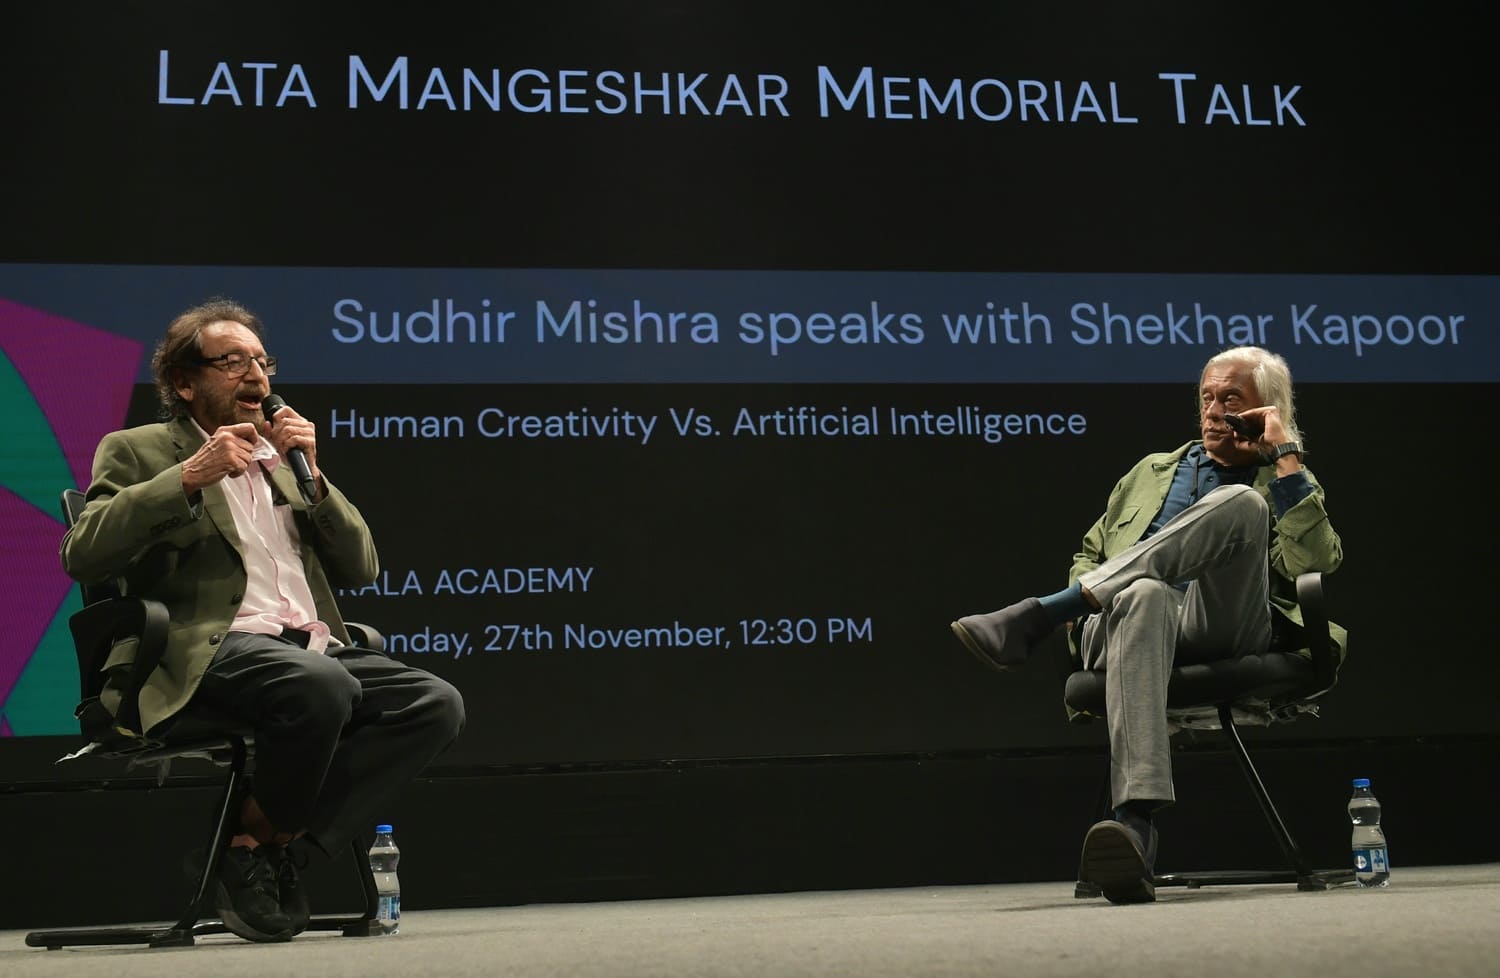 LATA MANGESHKAR MEMORIAL TALK
Sudhir Mishra speaks with Shekhar Kapoor
Human Creativity Vs. Artificial Intelligence
KALA ACADEMY
onday, 27th November, 12:30 PM